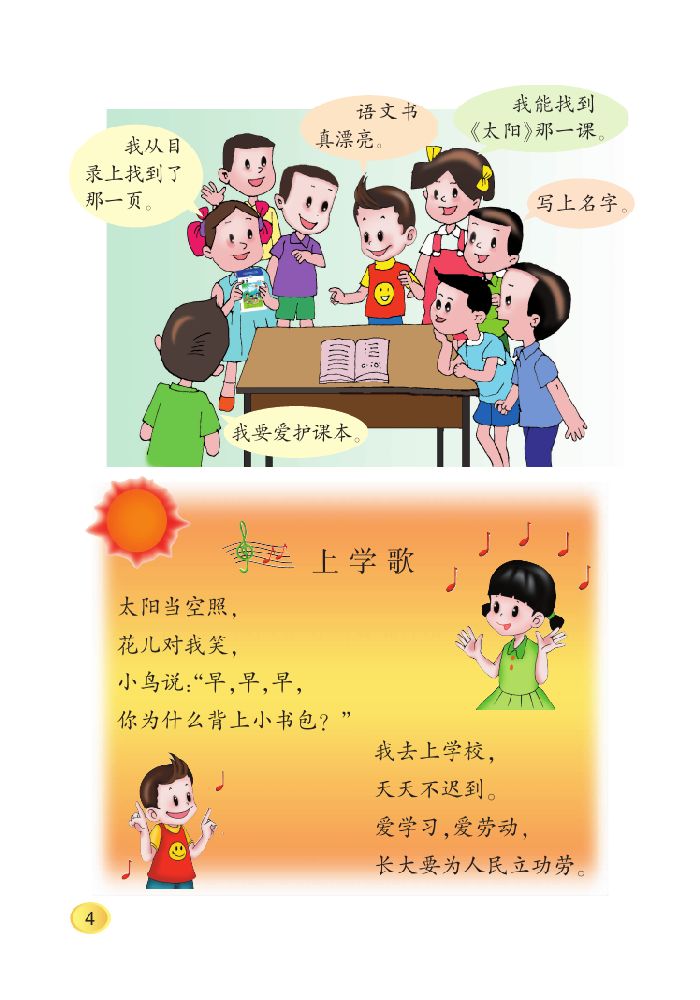 我能找到
《太阳》那一课。
语文书
真漂亮。
我从目
录上找到了
那一页。
写上名字。
我要爱护课本。
上学歌
太阳当空照，
花儿对我笑，
小鸟说：“早，早，早，
你为什么背上小书包？”
我去上学校，
天天不迟到。
爱学习，爱劳动，
长大要为人民立功劳。
4